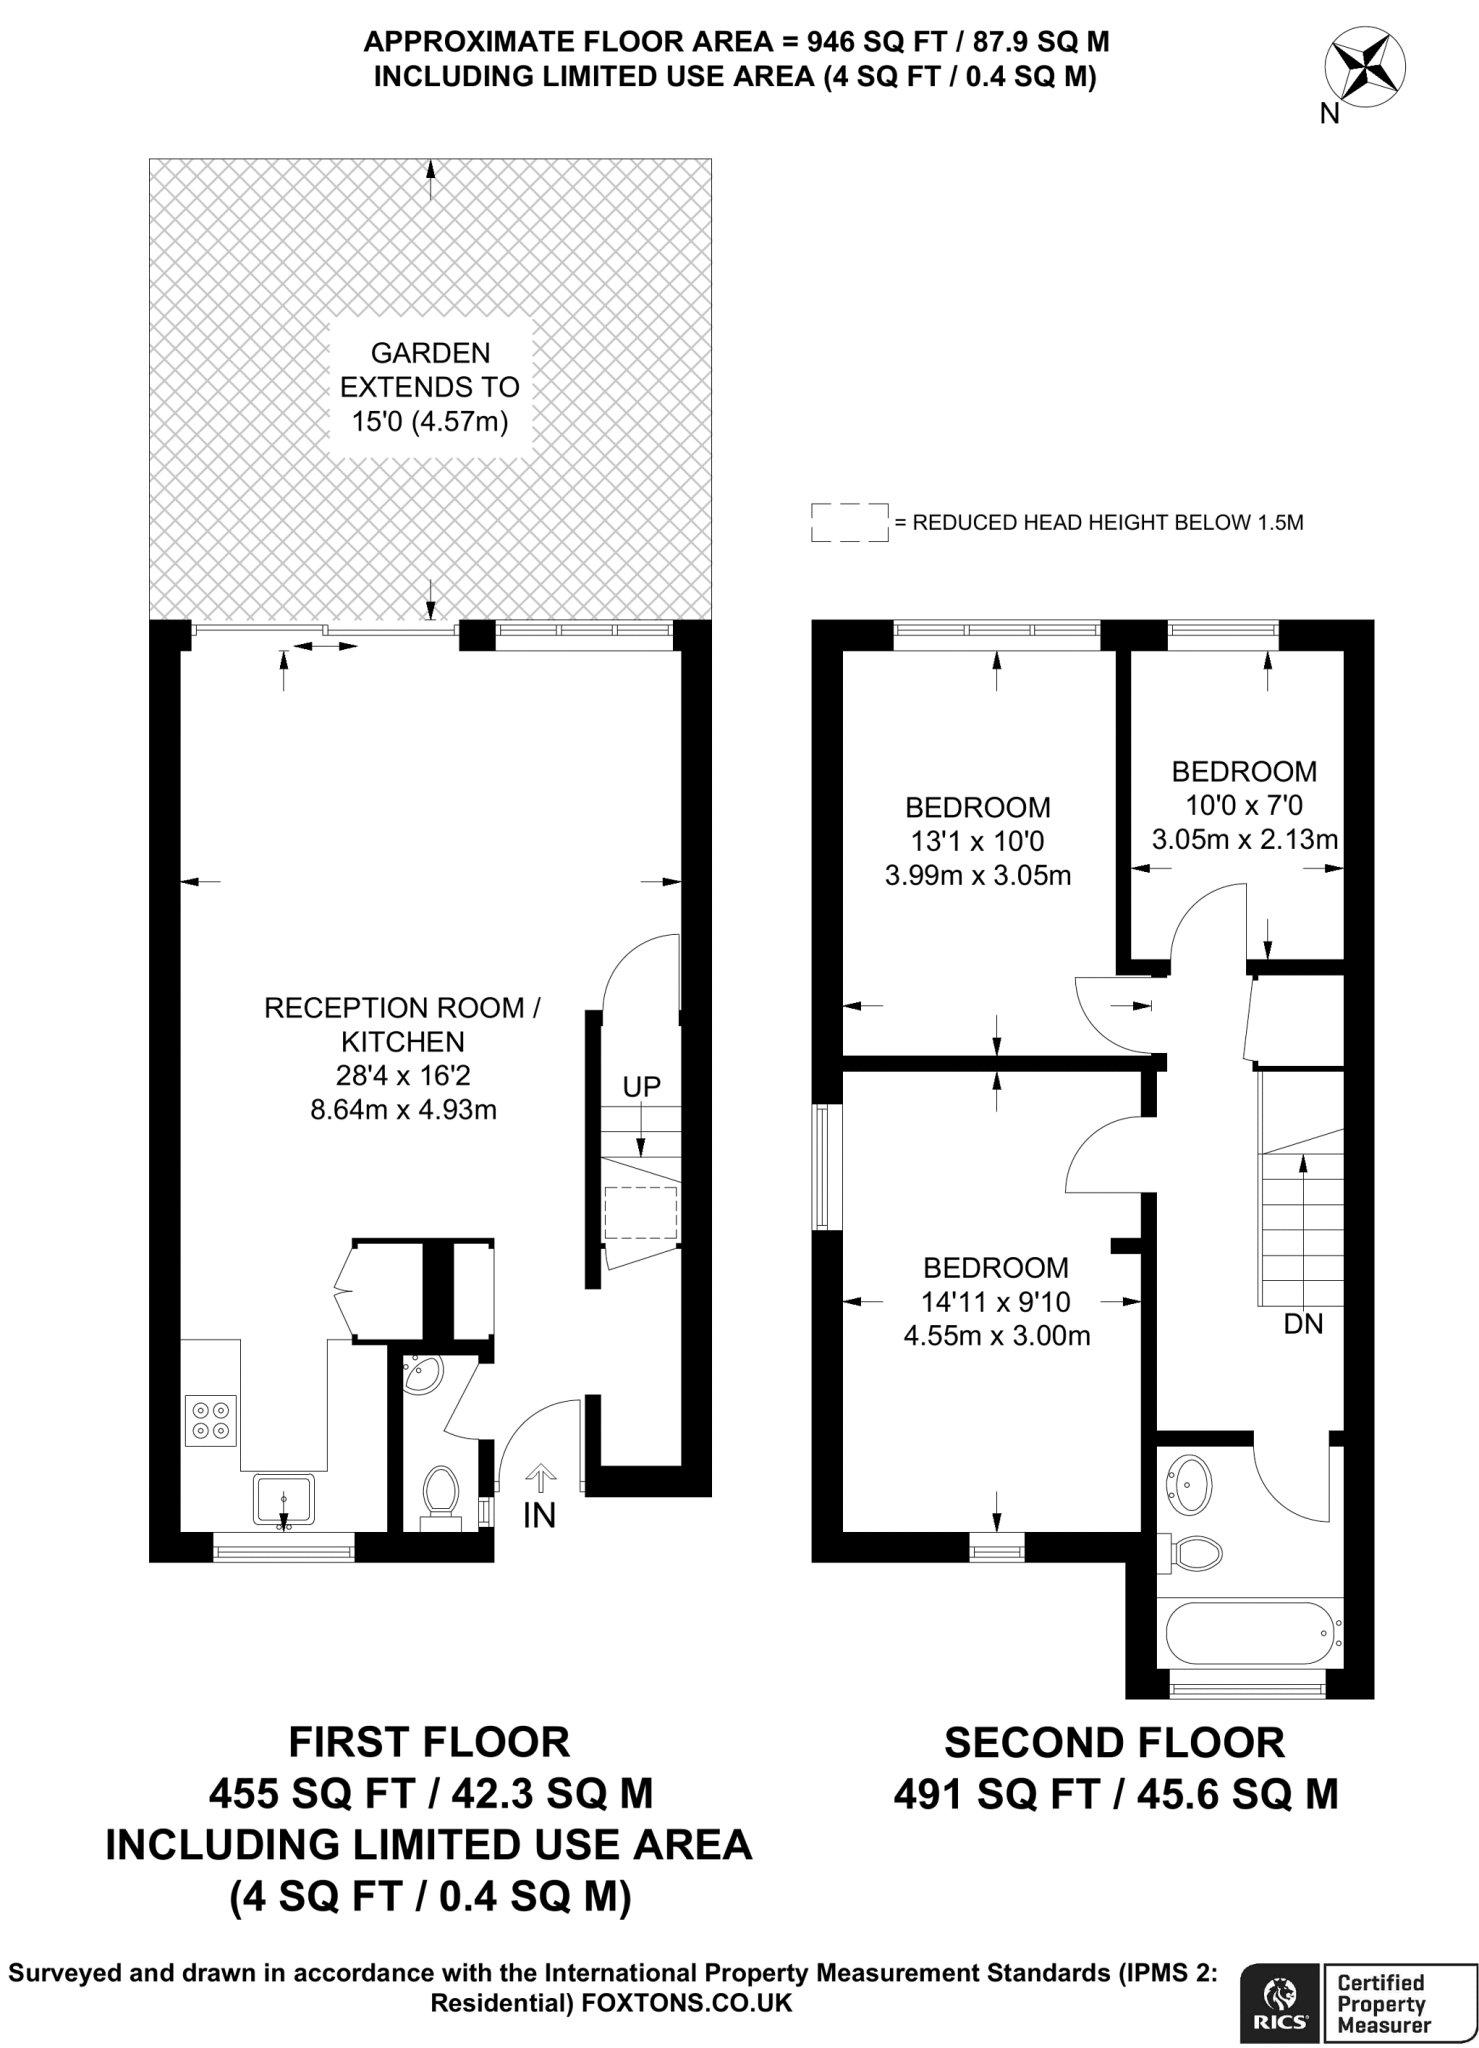 APPROXIMATE FLOOR AREA = 946 SQ FT / 87.9 SQ M
INCLUDING LIMITED USE AREA (4 SQ FT / 0.4 SQ M)
N
GARDEN
EXTENDS TO
15'0 (4.57m)
= REDUCED HEAD HEIGHT BELOW 1.5M
RECEPTION ROOM /
KITCHEN
28'4 x 16'2
8.64m x 4.93m
UP
IN
BEDROOM
13'1 x 10'0
3.99m x 3.05m
BEDROOM
10'0 x 7'0
3.05m x 2.13m
BEDROOM
14'11 x 9'10
4.55m x 3.00m
DN
FIRST FLOOR
455 SQ FT / 42.3 SQ M
INCLUDING LIMITED USE AREA
(4 SQ FT / 0.4 SQ M)
SECOND FLOOR
491 SQ FT / 45.6 SQ M
Surveyed and drawn in accordance with the International Property Measurement Standards (IPMS 2:
Residential) FOXTONS.CO.UK
RICS
Certified
Property
Measurer